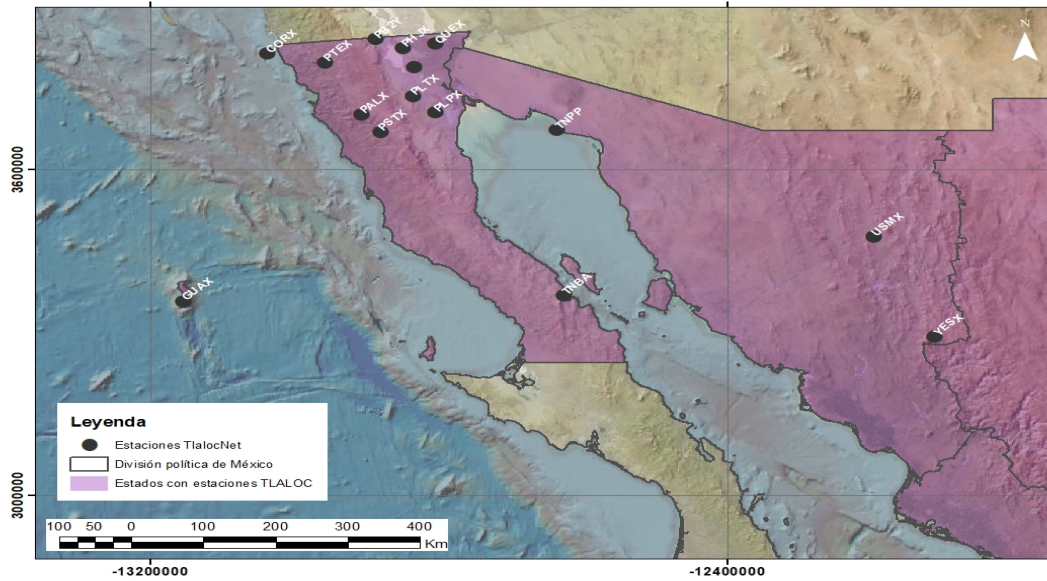 N
CORX
PTEX
QUEX
PLTX
PLPX
PALX
PSTX
TNPP
USMX
GUAX
TNBA
YESX
3600000
3000000
Leyenda
Estaciones TlalocNet
División política de México
Estados con estaciones TLALOC
100 50 0 100 200 300 400
Km
-13200000
-12400000